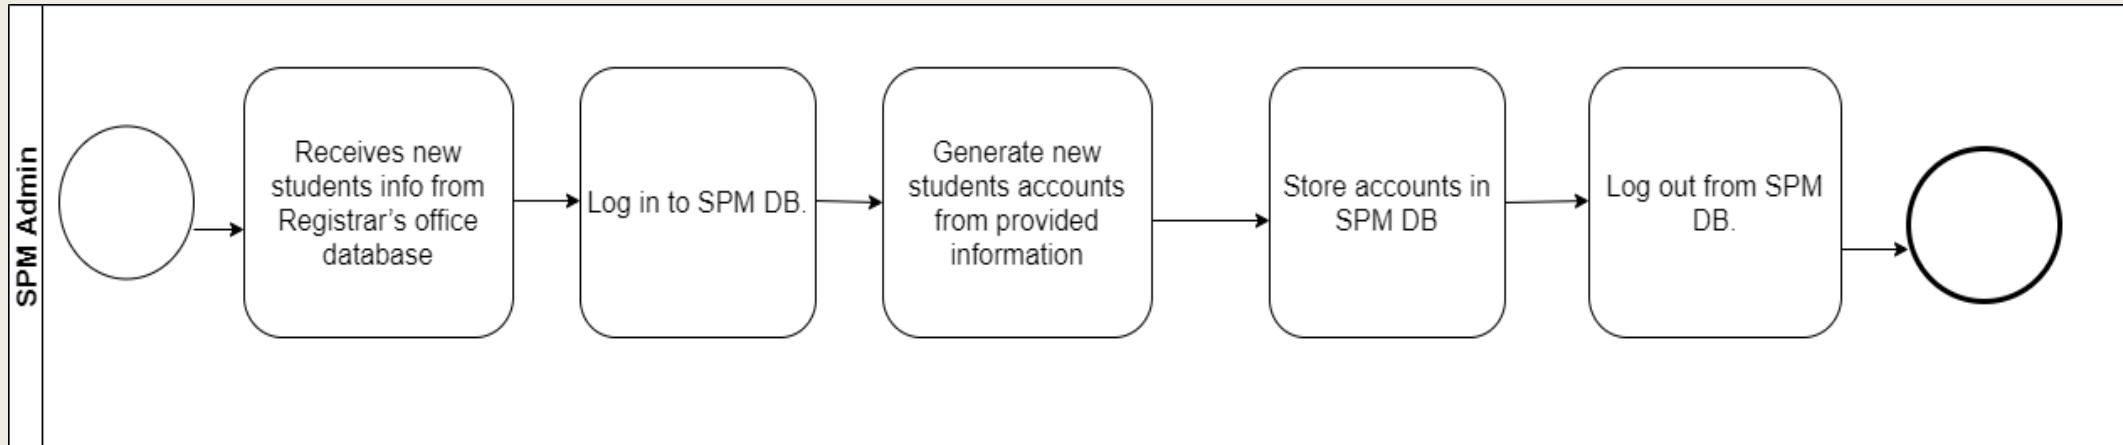 SPM Admin
Receives new
students info from
Registrar's office
database
Log in to SPM DB.
Generate new
students accounts
from provided
information
Store accounts in
SPM DB
Log out from SPM
DB.